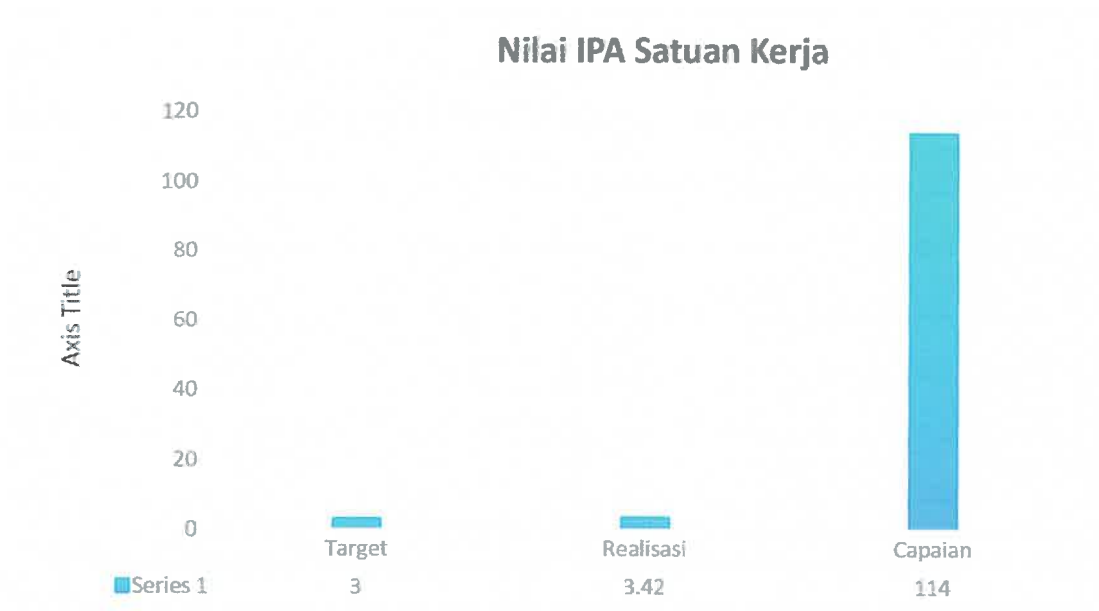 Nilai IPA Satuan Kerja
120
100
80
60
40
20
0
Axis Title
Target Realisasi Capaian
Series 1 3 3.42 114